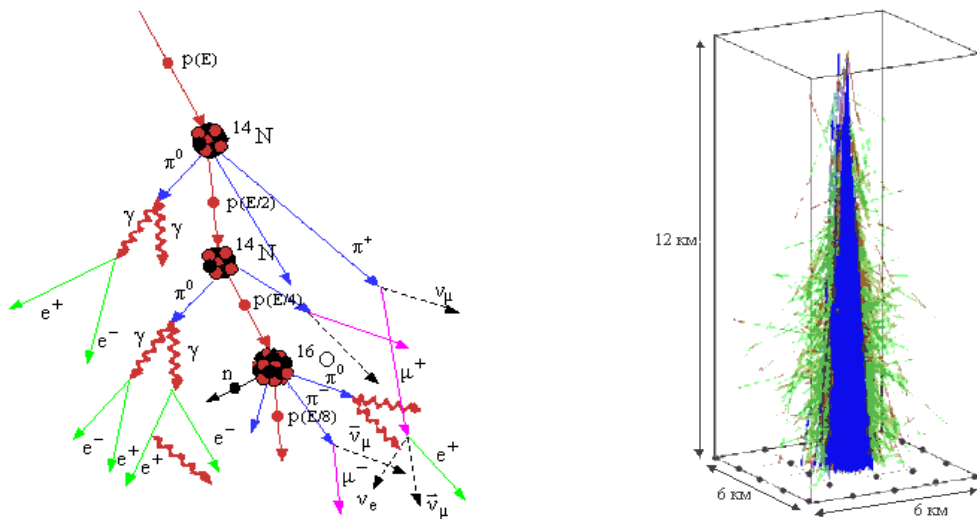 p(E)
14N
π0
γ
γ
p(E/2)
14N
π+
νμ
e+
e−
π0
p(E/4)
γ
γ
16O
μ+
n
π0
π−
p(E/8)
e−
e+
e+
e−
ν̄μ
e+
μ−
νe
ν̄μ
12 км
6 км
6 км